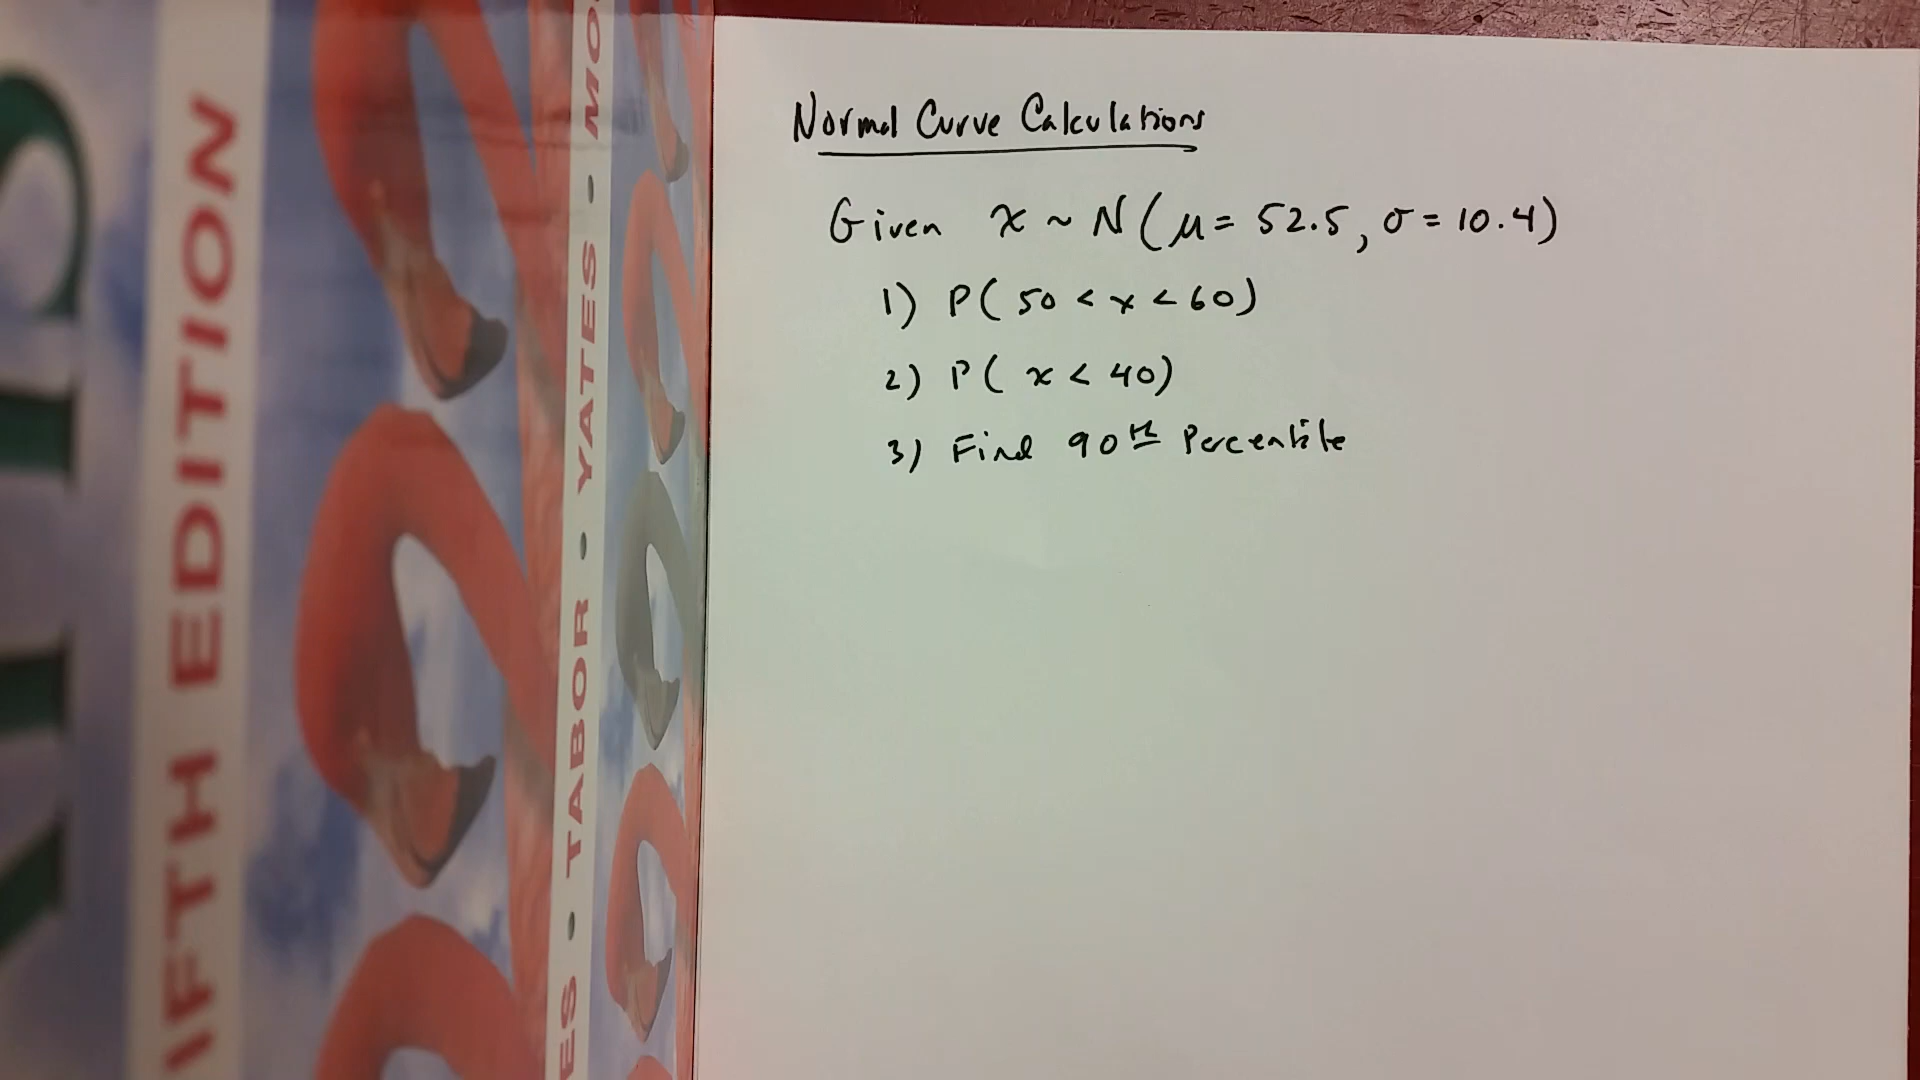 FIFTH EDITION
TABOR • YATES • MO
Normal Curve Calculations
Given x ~ N(μ = 52.5, σ = 10.4)
1) P(50 < x < 60)
2) P(x < 40)
3) Find 90th Percentile